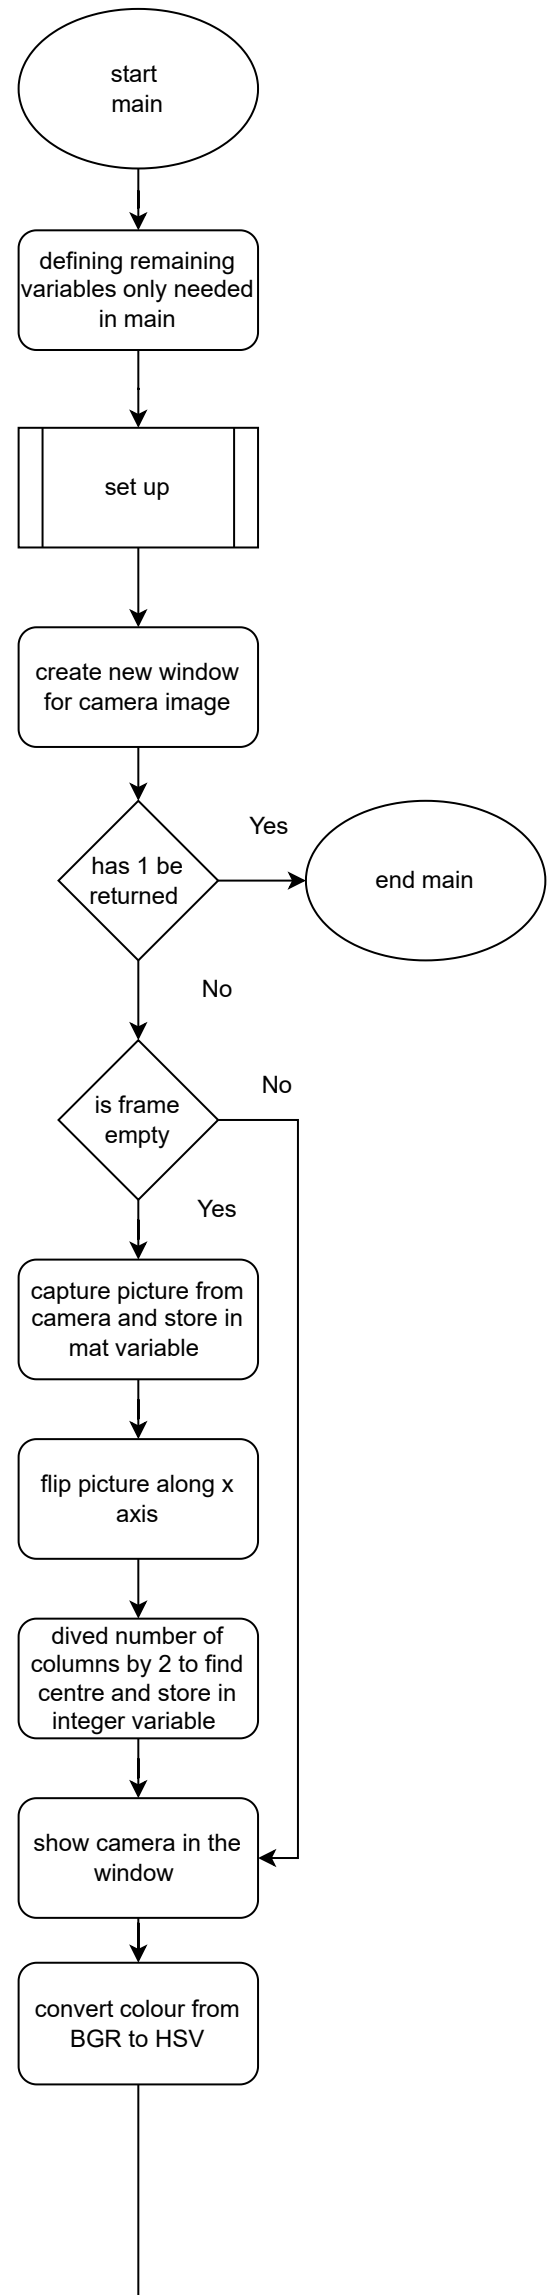 start
main
defining remaining
variables only needed
in main
set up
create new window
for camera image
has 1 be
returned
Yes
end main
No
is frame
empty
No
Yes
capture picture from
camera and store in
mat variable
flip picture along x
axis
dived number of
columns by 2 to find
centre and store in
integer variable
show camera in the
window
convert colour from
BGR to HSV